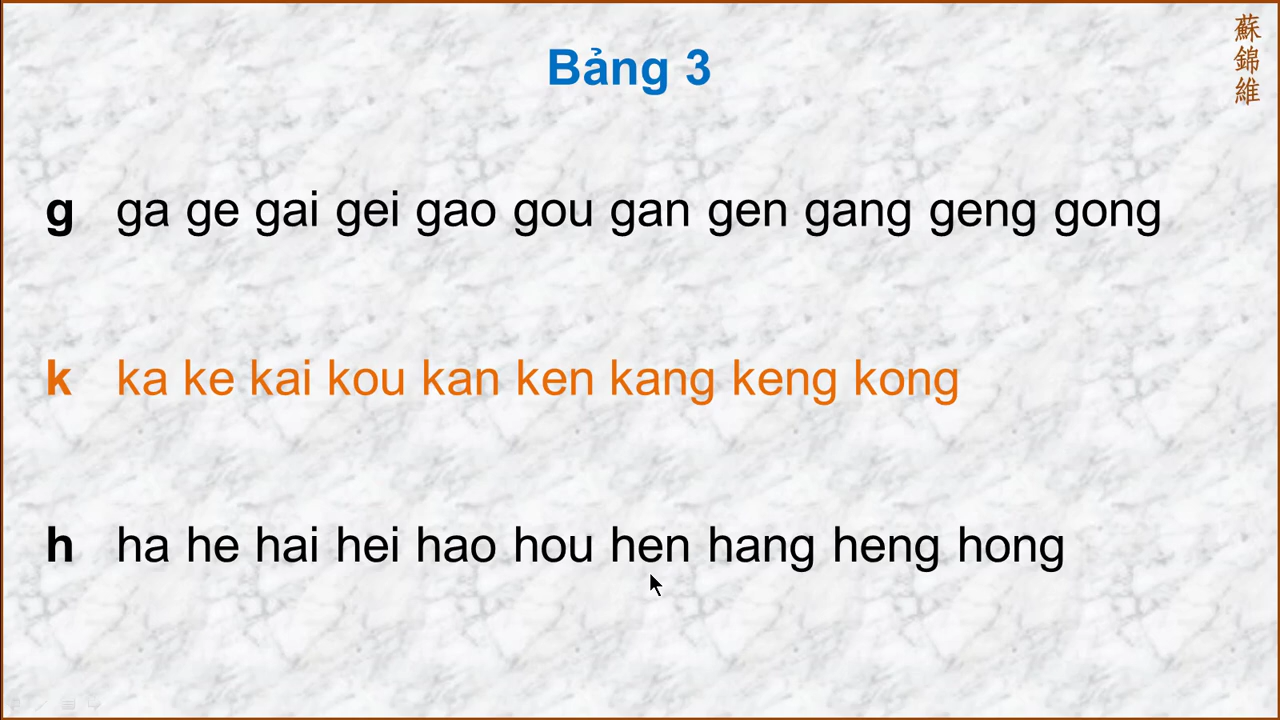 Bảng 3
蘇錦維
g ga ge gai gei gao gou gan gen gang geng gong
k ka ke kai kou kan ken kang keng kong
h ha he hai hei hao hou hen hang heng hong